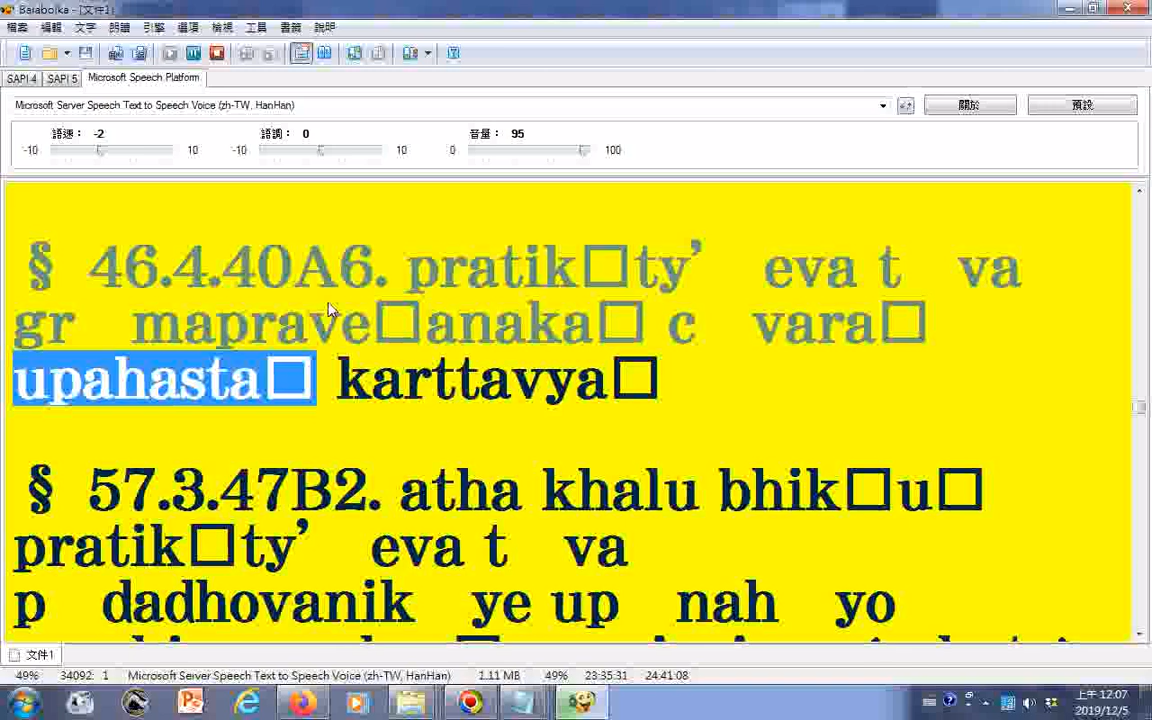 Balabolka - [文件1]
檔案 編輯 文字 朗讀 引擎 選項 檢視 工具 書籤 說明
SAPI 4 SAPI 5 Microsoft Speech Platform
Microsoft Server Speech Text to Speech Voice (zh-TW, HanHan) 關於 預設
語速： -2 語調： 0 音量： 95
-10 10 -10 10 0 100
§ 46.4.40A6. pratik□ty’ eva t va
gr maprave□anaka□ c vara□
upahasta□ karttavya□
§ 57.3.47B2. atha khalu bhik□u□
pratik□ty’ eva t va
p dadhovanik ye up nah yo
文件1
49% 34092: 1 Microsoft Server Speech Text to Speech Voice (zh-TW, HanHan) 1.11 MB 49% 23:35.31 24:41:08
上午 12:07
2019/12/5